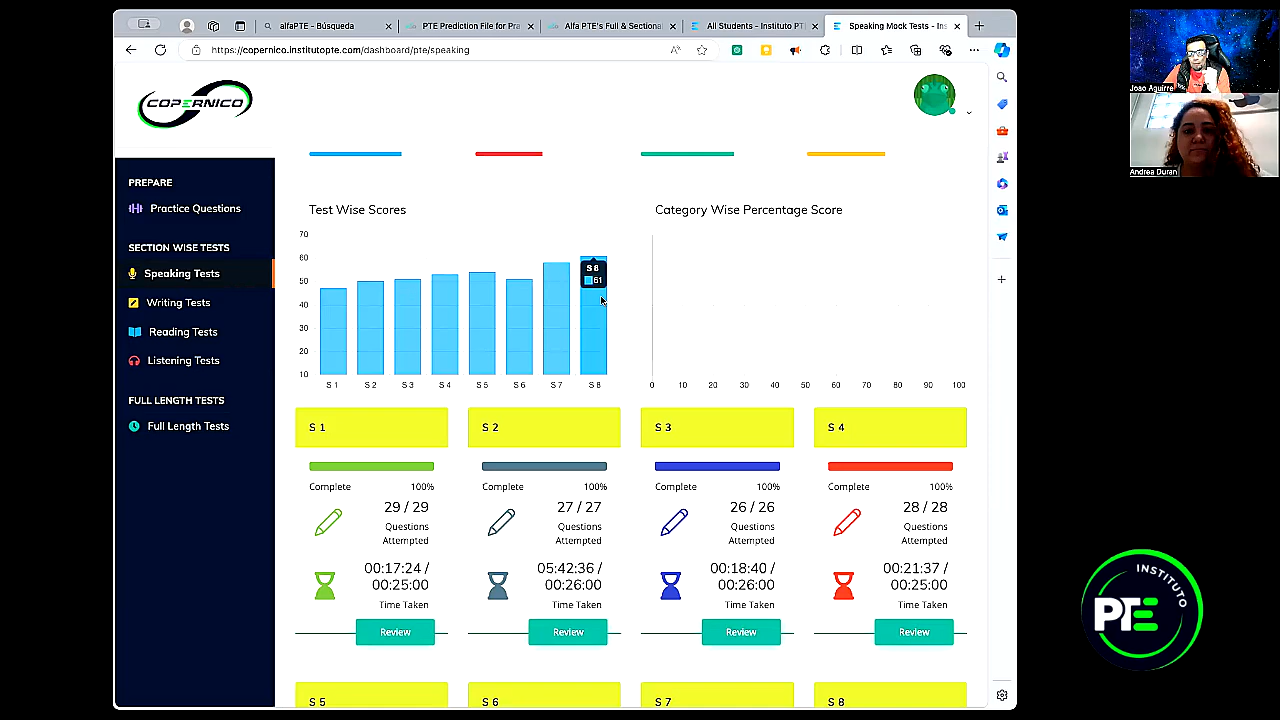 alfaPTE - Búsqueda
PTE Prediction File for Pra
Alfa PTE's Full & Sectiona
All Students - Instituto PT
Speaking Mock Tests - Ins
https://copernico.institutopte.com/dashboard/pte/speaking
COPERNICO
PREPARE
Practice Questions
SECTION WISE TESTS
Speaking Tests
Writing Tests
Reading Tests
Listening Tests
FULL LENGTH TESTS
Full Length Tests
Test Wise Scores
70
60
50
40
30
20
10
S 1 S 2 S 3 S 4 S 5 S 6 S 7 S 8
S 8
61
Category Wise Percentage Score
0 10 20 30 40 50 60 70 80 90 100
S 1
Complete 100%
29 / 29
Questions
Attempted
00:17:24 /
00:25:00
Time Taken
Review
S 2
Complete 100%
27 / 27
Questions
Attempted
05:42:36 /
00:26:00
Time Taken
Review
S 3
Complete 100%
26 / 26
Questions
Attempted
00:18:40 /
00:26:00
Time Taken
Review
S 4
Complete 100%
28 / 28
Questions
Attempted
00:21:37 /
00:25:00
Time Taken
Review
S 5
S 6
S 7
S 8
Joao Aguirre
Andrea Duran
INSTITUTO
PTE